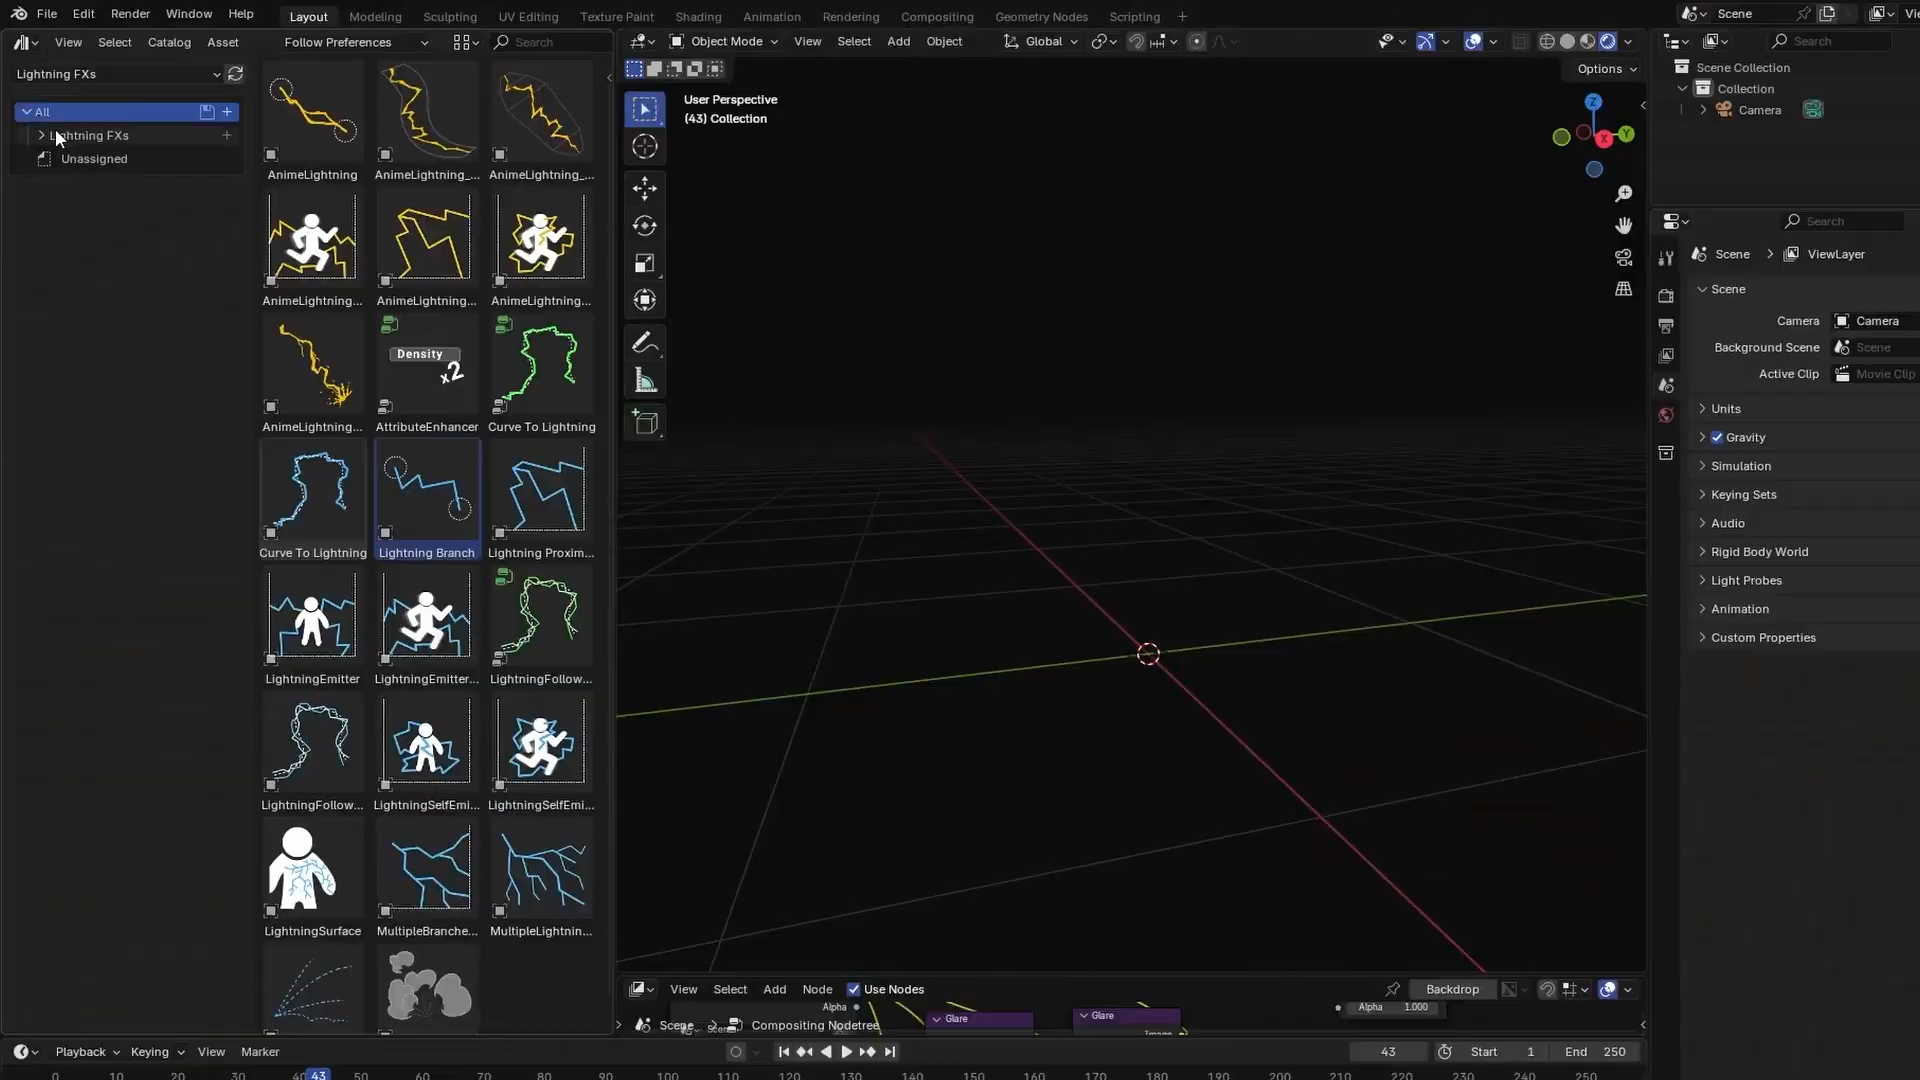 File Edit Render Window Help
Layout Modeling Sculpting UV Editing Texture Paint Shading Animation Rendering Compositing Geometry Nodes Scripting +
Scene
View Select Catalog Asset
Follow Preferences
Search
Object Mode
View Select Add Object
Global
Search
Lightning FXs
Options
Scene Collection
Collection
Camera
All
Lightning FXs
Unassigned
User Perspective
(43) Collection
Z
Y
X
AnimeLightning AnimeLightning_... AnimeLightning_...
AnimeLightning... AnimeLightning... AnimeLightning...
Density
x2
AnimeLightning... AttributeEnhancer Curve To Lightning
Curve To Lightning Lightning Branch Lightning Proxim...
LightningEmitter LightningEmitter... LightningFollow...
LightningFollow... LightningSelfEmi... LightningSelfEmi...
LightningSurface MultipleBranche... MultipleLightnin...
Search
Scene ViewLayer
Scene
Camera Camera
Background Scene Scene
Active Clip Movie Clip
Units
Gravity
Simulation
Keying Sets
Audio
Rigid Body World
Light Probes
Animation
Custom Properties
View Select Add Node Use Nodes
Backdrop
Alpha
Glare
Glare
Alpha 1.000
Scene
Compositing Nodetree
Image
Playback Keying View Marker
43
Start 1
End 250
0 10 20 30 40 43 50 60 70 80 90 100 110 120 130 140 150 160 170 180 190 200 210 220 230 240 250